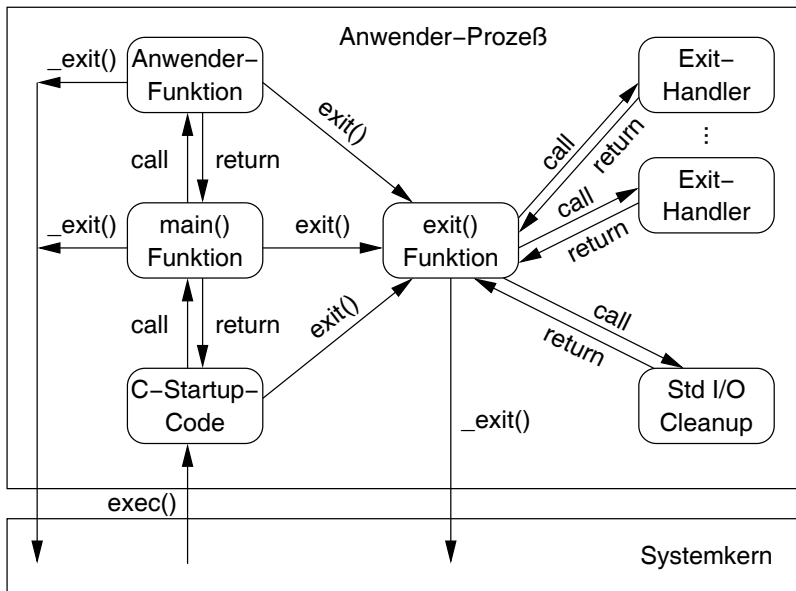 Anwender–Prozeß
_exit()
Anwender–
Funktion
Exit–
Handler
exit()
call
return
call
return
...
Exit–
Handler
_exit()
main()
Funktion
exit()
exit()
Funktion
call
return
call
return
exit()
call
return
C–Startup–
Code
_exit()
Std I/O
Cleanup
exec()
Systemkern